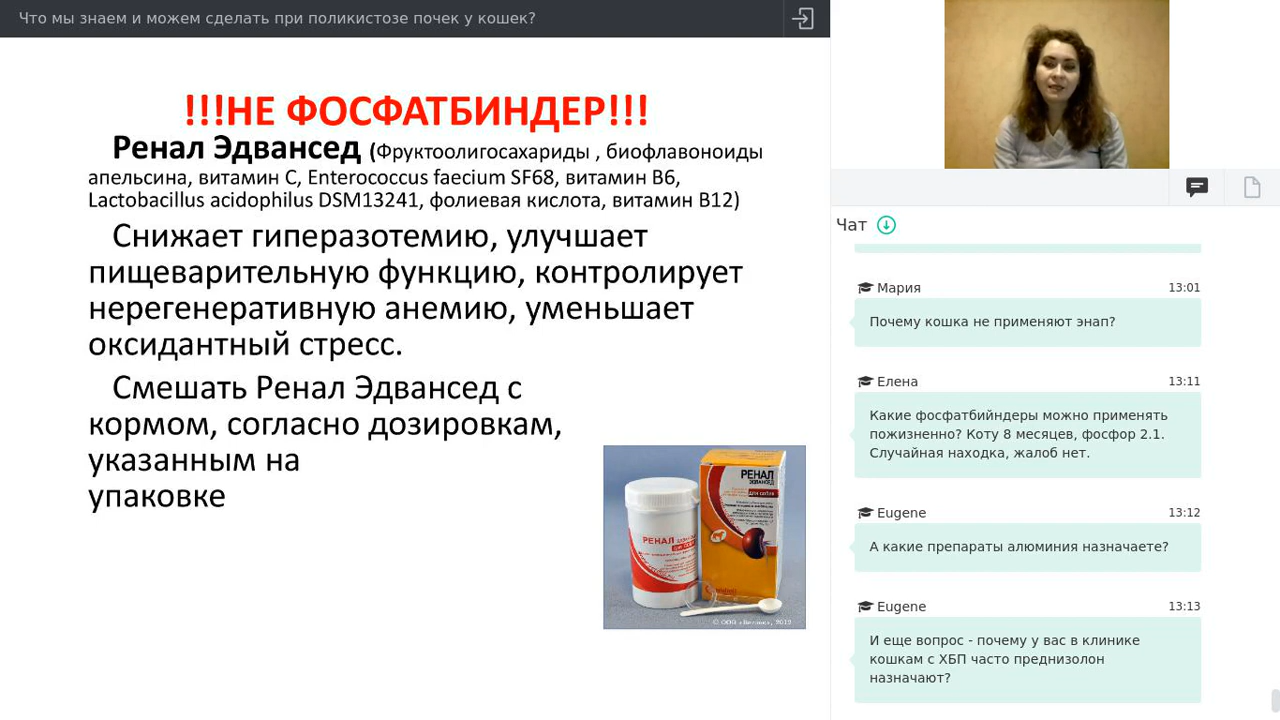 Что мы знаем и можем сделать при поликистозе почек у кошек?
!!!НЕ ФОСФАТБИНДЕР!!!
Ренал Эдвансед (Фруктоолигосахариды , биофлавоноиды
апельсина, витамин С, Enterococcus faecium SF68, витамин В6,
Lactobacillus acidophilus DSM13241, фолиевая кислота, витамин В12)
Снижает гиперазотемию, улучшает
пищеварительную функцию, контролирует
нерегенеративную анемию, уменьшает
оксидантный стресс.
Смешать Ренал Эдвансед с
кормом, согласно дозировкам,
указанным на
упаковке
РЕНАЛ
ЭДВАНСЕД
РЕНАЛ
Чат
Мария 13:01
Почему кошка не применяют энап?
Елена 13:11
Какие фосфатбийндеры можно применять
пожизненно? Коту 8 месяцев, фосфор 2.1.
Случайная находка, жалоб нет.
Eugene 13:12
А какие препараты алюминия назначаете?
Eugene 13:13
И еще вопрос - почему у вас в клинике
кошкам с ХБП часто преднизолон
назначают?